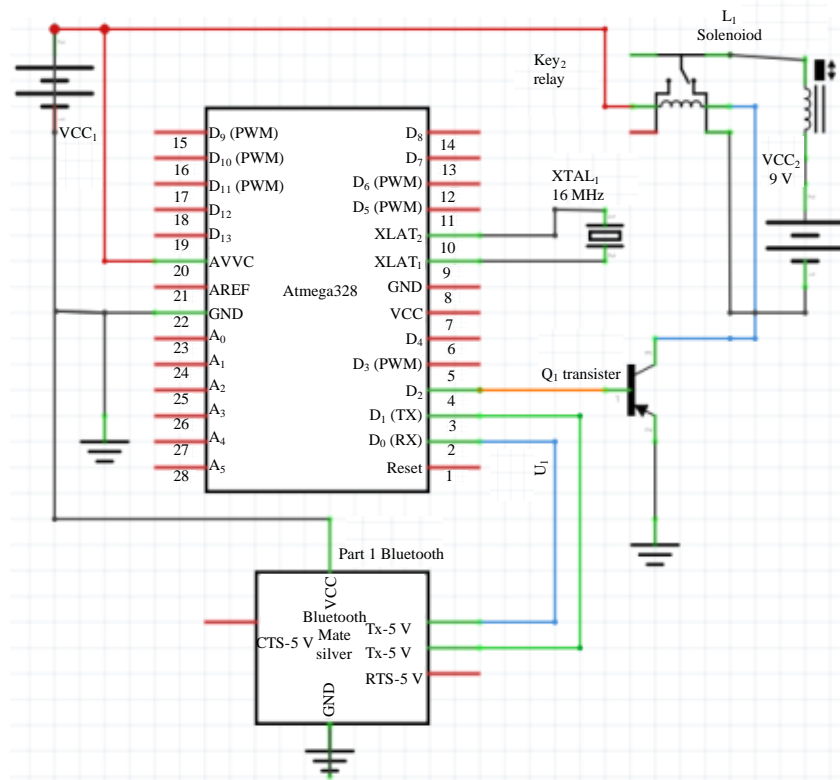 L₁
Solenoiod
Key₂
relay
VCC₁
VCC₂
9 V
XTAL₁
16 MHz
D₉ (PWM)
15
D₁₀ (PWM)
16
D₁₁ (PWM)
17
D₁₂
18
D₁₃
19
AVVC
20
AREF
21
GND
22
A₀
23
A₁
24
A₂
25
A₃
26
A₄
27
A₅
28
Atmega328
D₈
14
D₇
13
D₆ (PWM)
12
D₅ (PWM)
11
XLAT₂
10
XLAT₁
9
GND
8
VCC
7
D₄
6
D₃ (PWM)
5
D₂
4
D₁ (TX)
3
D₀ (RX)
2
Reset
1
Q₁ transister
U₁
Part 1 Bluetooth
VCC
Bluetooth
Mate
silver
CTS-5 V
Tx-5 V
Tx-5 V
RTS-5 V
GND